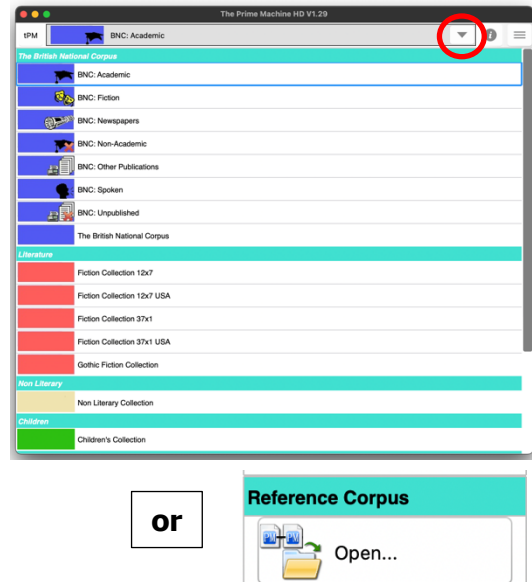 The Prime Machine HD V1.29
tPM BNC: Academic
The British National Corpus
BNC: Academic
BNC: Fiction
BNC: Newspapers
BNC: Non-Academic
BNC: Other Publications
BNC: Spoken
BNC: Unpublished
The British National Corpus
Literature
Fiction Collection 12x7
Fiction Collection 12x7 USA
Fiction Collection 37x1
Fiction Collection 37x1 USA
Gothic Fiction Collection
Non Literary
Non Literary Collection
Children
Children's Collection
or
Reference Corpus
Open...